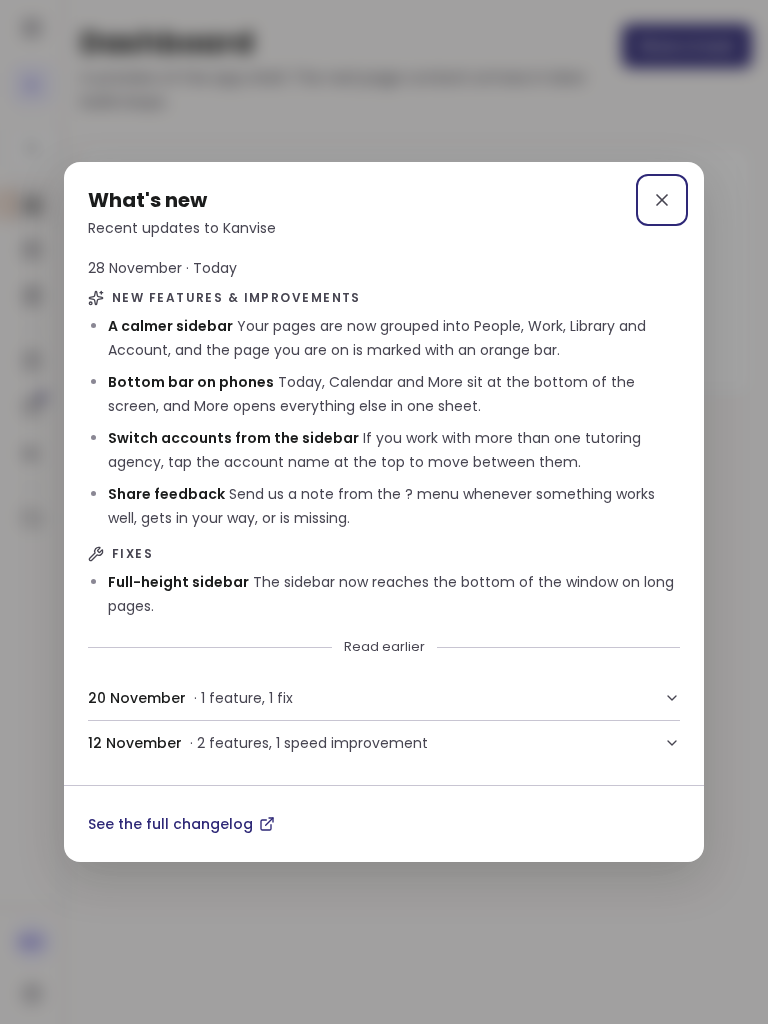 Dashboard
What's new
Recent updates to Kanvise
28 November · Today
NEW FEATURES & IMPROVEMENTS
A calmer sidebar Your pages are now grouped into People, Work, Library and
Account, and the page you are on is marked with an orange bar.
Bottom bar on phones Today, Calendar and More sit at the bottom of the
screen, and More opens everything else in one sheet.
Switch accounts from the sidebar If you work with more than one tutoring
agency, tap the account name at the top to move between them.
Share feedback Send us a note from the ? menu whenever something works
well, gets in your way, or is missing.
FIXES
Full-height sidebar The sidebar now reaches the bottom of the window on long
pages.
Read earlier
20 November · 1 feature, 1 fix
12 November · 2 features, 1 speed improvement
See the full changelog